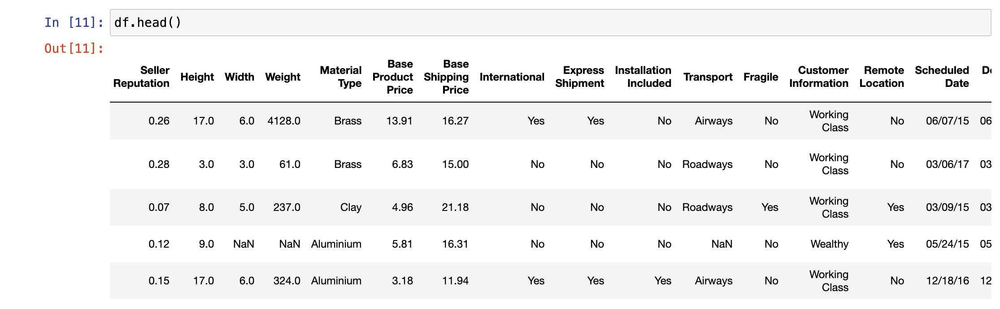 In [11]: df.head()
Out[11]:
Seller Reputation Height Width Weight Material Type Base Product Price Base Shipping Price International Express Shipment Installation Included Transport Fragile Customer Information Remote Location Scheduled Date
0.26 17.0 6.0 4128.0 Brass 13.91 16.27 Yes Yes No Airways No Working Class No 06/07/15 06
0.28 3.0 3.0 61.0 Brass 6.83 15.00 No No No Roadways No Working Class No 03/06/17 03
0.07 8.0 5.0 237.0 Clay 4.96 21.18 No No No Roadways Yes Working Class Yes 03/09/15 03
0.12 9.0 NaN NaN Aluminium 5.81 16.31 No No No NaN No Wealthy Yes 05/24/15 05
0.15 17.0 6.0 324.0 Aluminium 3.18 11.94 Yes Yes Yes Airways No Working Class No 12/18/16 12